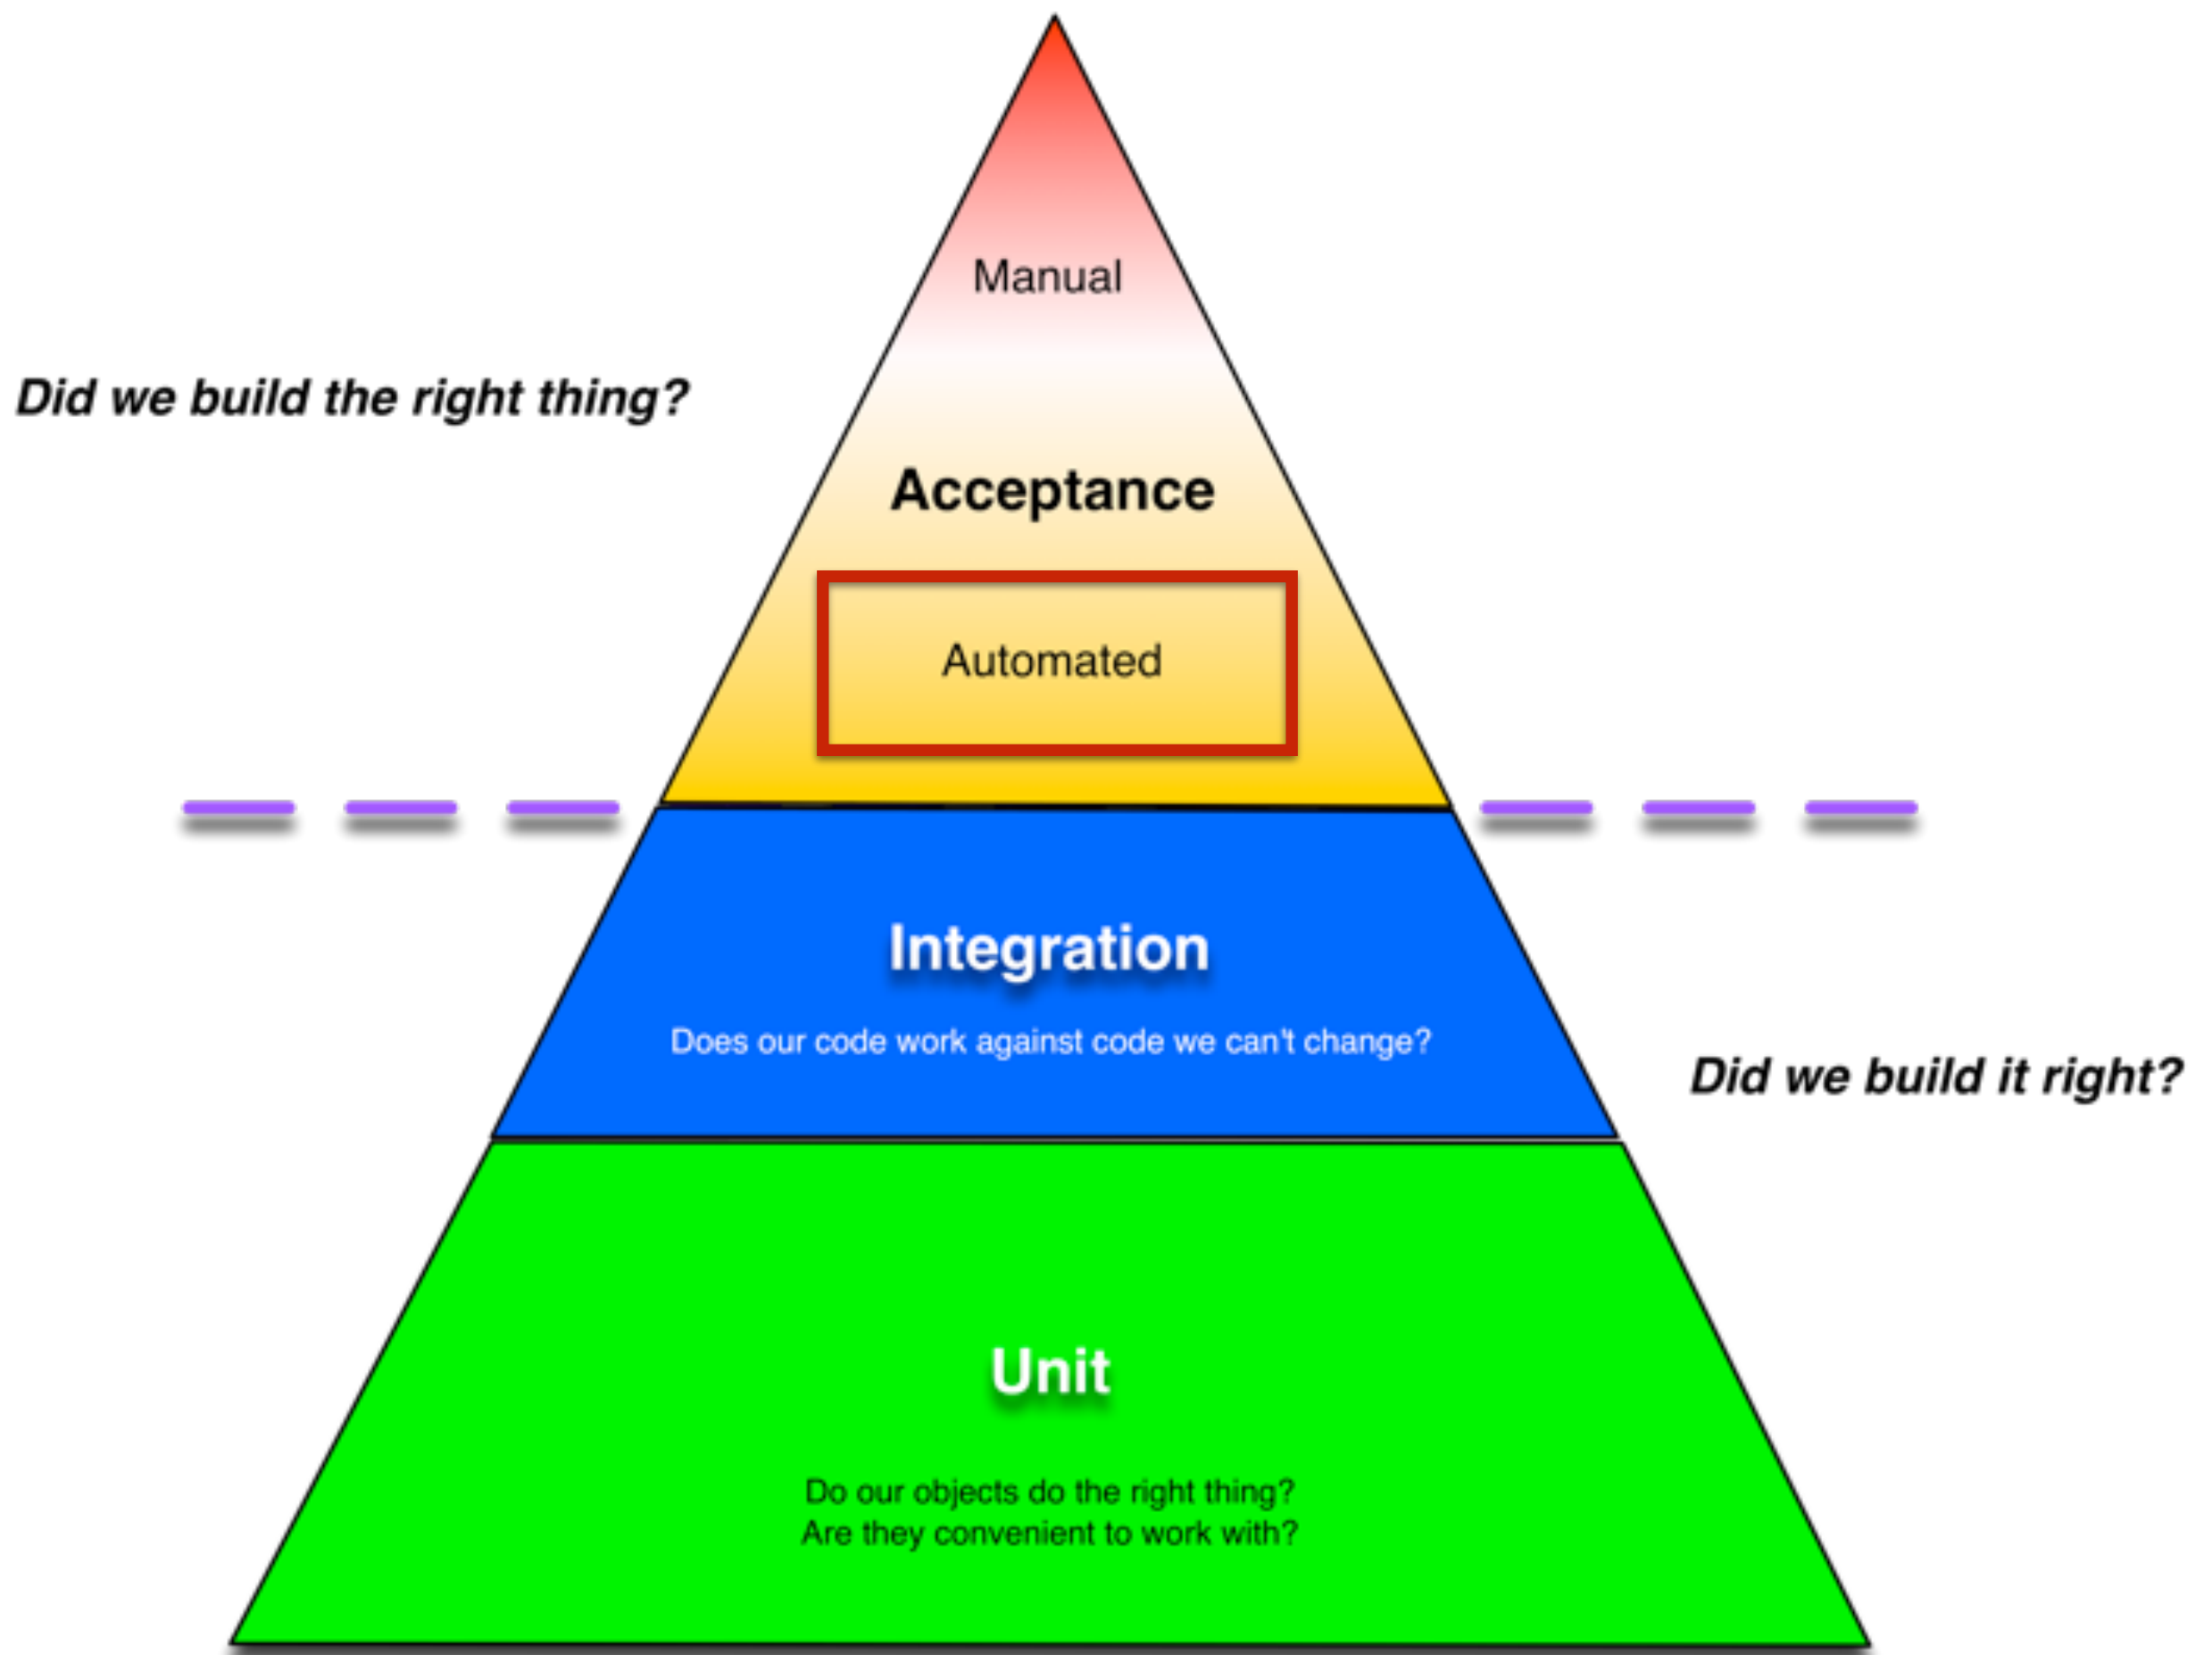 Manual
Did we build the right thing?
Acceptance
Automated
Integration
Does our code work against code we can't change?
Did we build it right?
Unit
Do our objects do the right thing?
Are they convenient to work with?